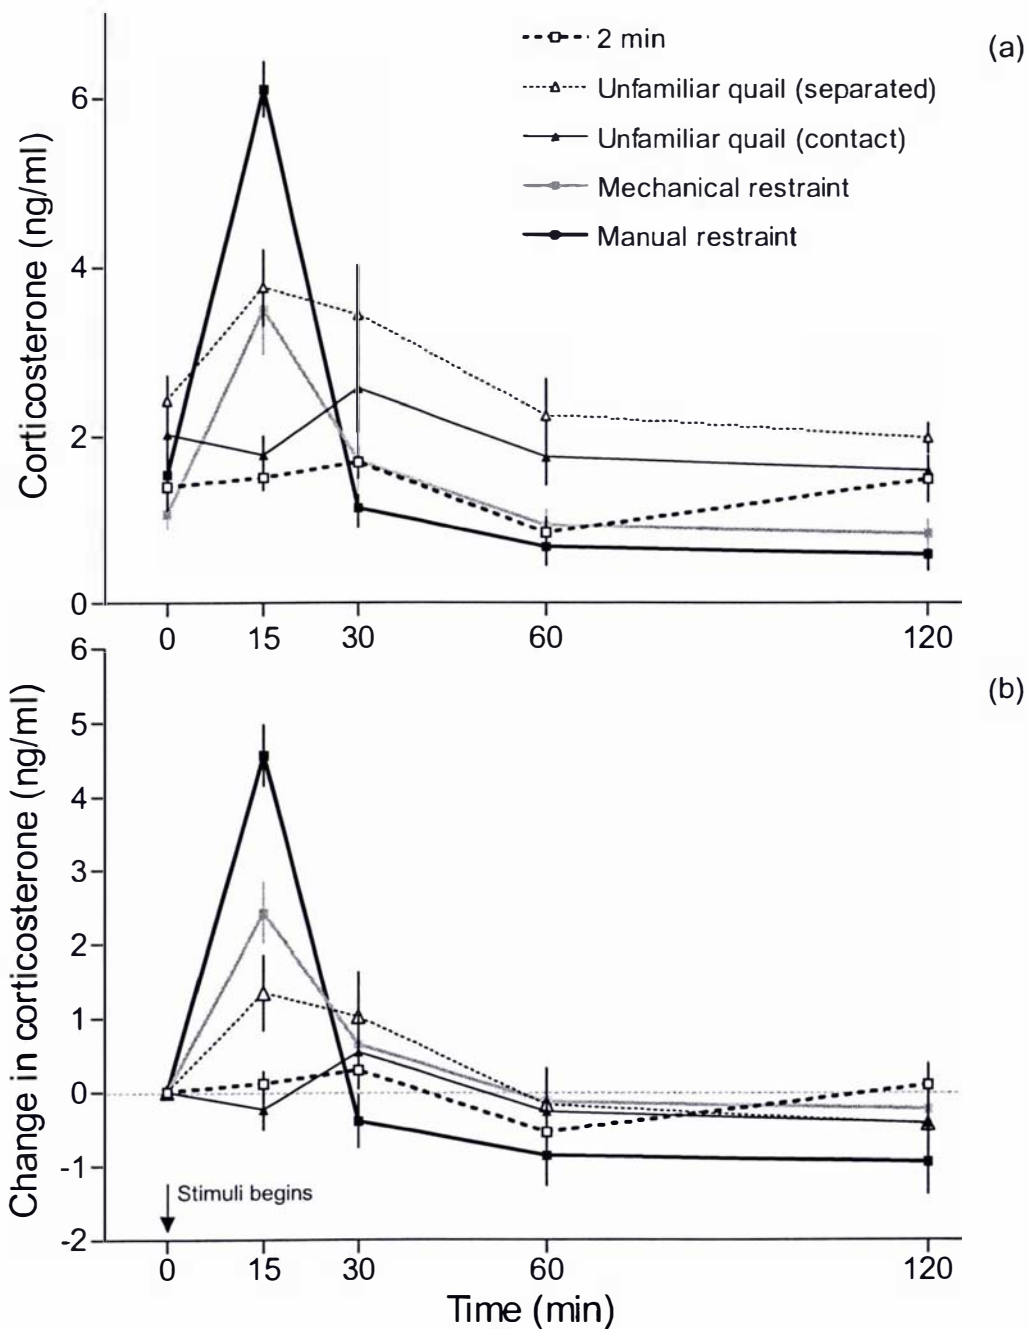 2 min
(a)
Unfamiliar quail (separated)
Unfamiliar quail (contact)
Mechanical restraint
Manual restraint
Corticosterone (ng/ml)
6
4
2
0
0 15 30 60 120
(b)
Change in corticosterone (ng/ml)
6
5
4
3
2
1
0
-1
-2
Stimuli begins
0 15 30 60 120
Time (min)